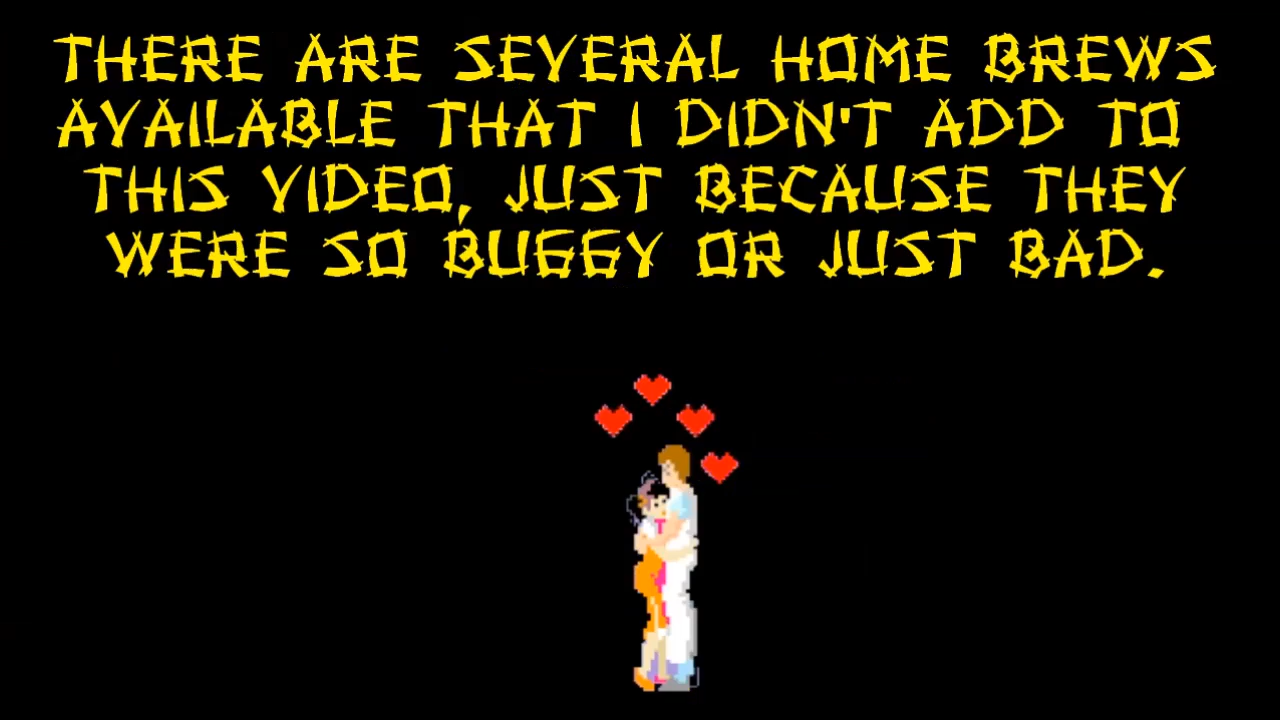 THERE ARE SEVERAL HOME BREWS
AVAILABLE THAT I DIDN'T ADD TO
THIS VIDEO, JUST BECAUSE THEY
WERE SO BUGGY OR JUST BAD.